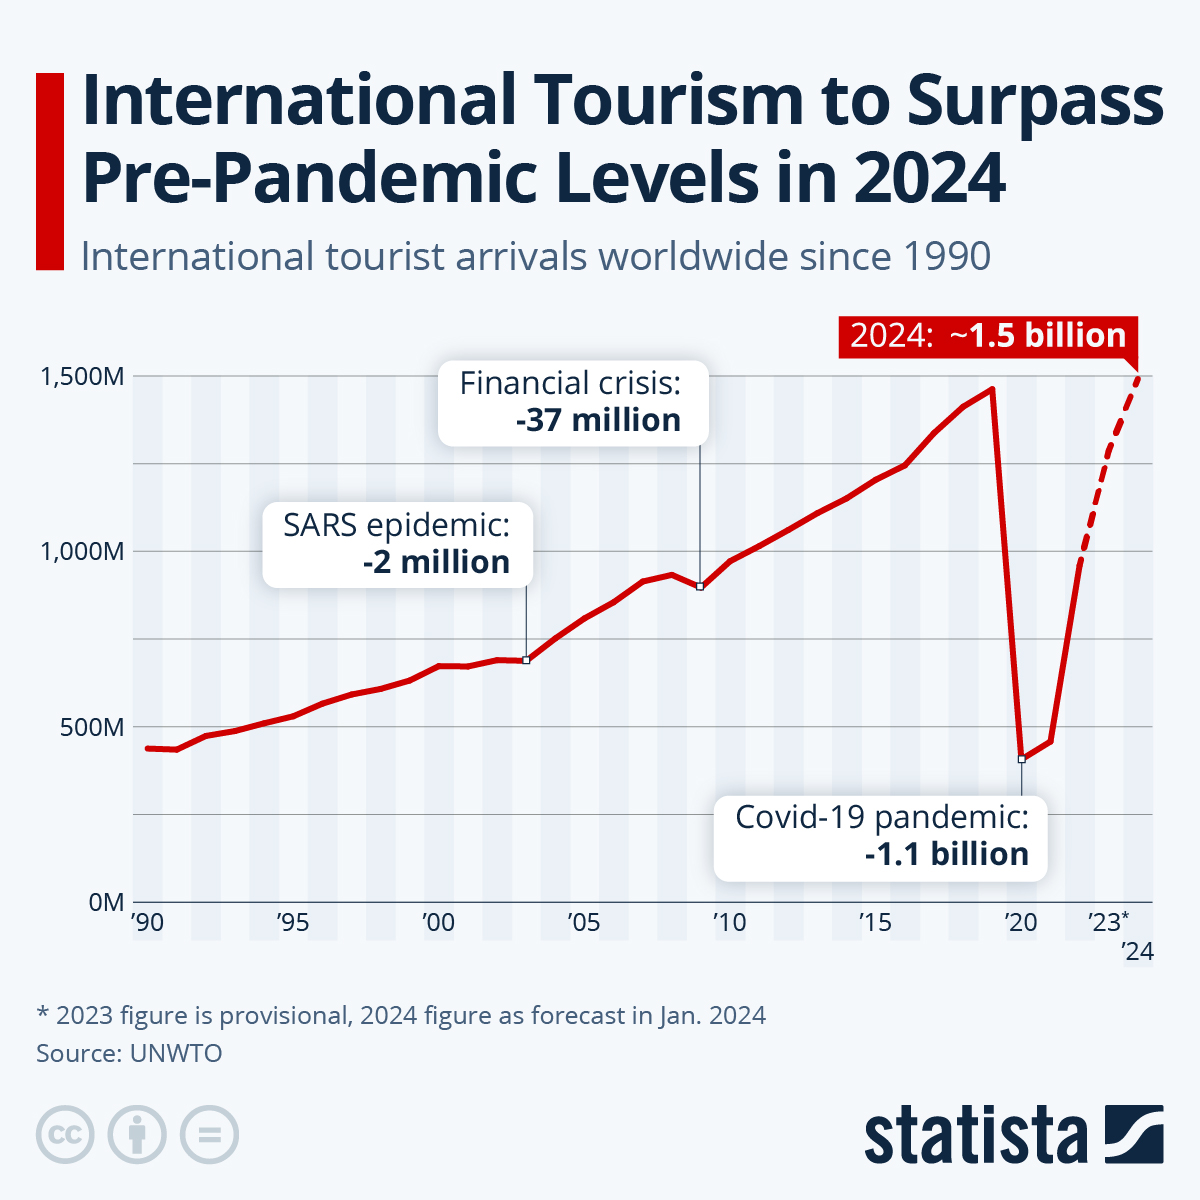 International Tourism to Surpass
Pre-Pandemic Levels in 2024
International tourist arrivals worldwide since 1990
2024: ~1.5 billion
1,500M
Financial crisis:
-37 million
SARS epidemic:
-2 million
1,000M
500M
Covid-19 pandemic:
-1.1 billion
0M
’90 ’95 ’00 ’05 ’10 ’15 ’20 ’23*
’24
* 2023 figure is provisional, 2024 figure as forecast in Jan. 2024
Source: UNWTO
cc
statista